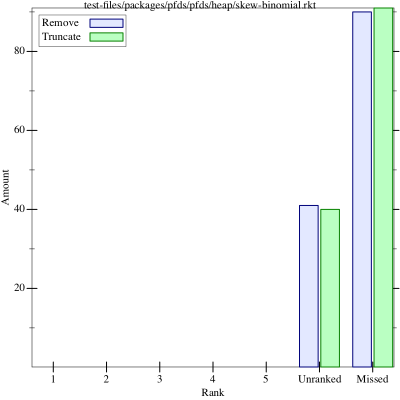 test-files/packages/pfds/pfds/heap/skew-binomial.rkt
Remove
Truncate
80
60
40
20
Amount
1 2 3 4 5 Unranked Missed
Rank